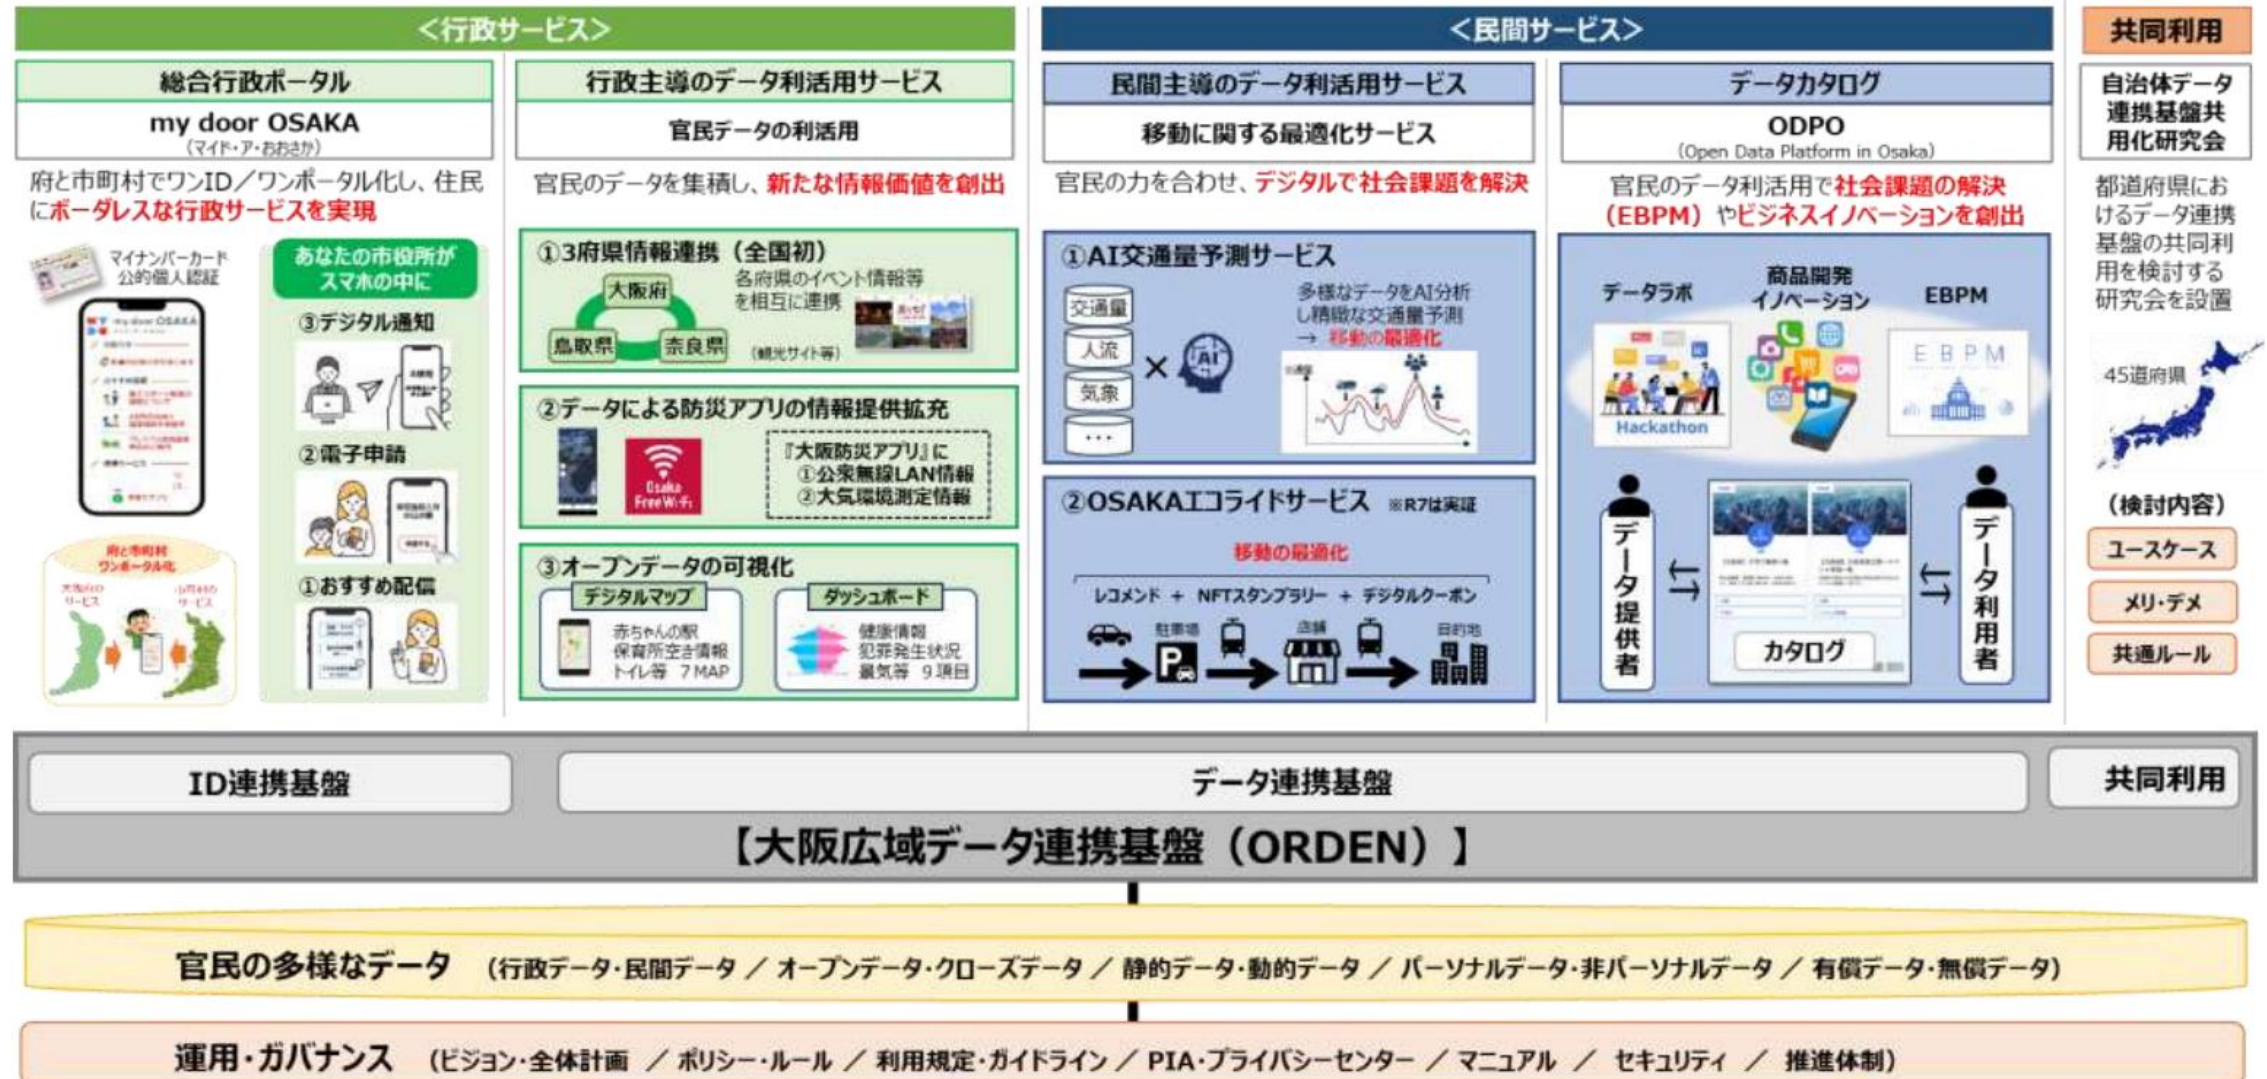 ＜行政サービス＞
総合行政ポータル
my door OSAKA
（マイド・ア・おおさか）
府と市町村でワンID／ワンポータル化し、住民
にボーダレスな行政サービスを実現
マイナンバーカード
公的個人認証
my door OSAKA
府と市町村
ワンポータル化
大阪府の
サービス
市町村の
サービス
あなたの市役所が
スマホの中に
③デジタル通知
②電子申請
①おすすめ配信
行政主導のデータ利活用サービス
官民データの利活用
官民のデータを集積し、新たな情報価値を創出
①3府県情報連携（全国初）
大阪府
鳥取県
奈良県
各府県のイベント情報等
を相互に連携
（観光サイト等）
②データによる防災アプリの情報提供拡充
Osaka
Free Wi-Fi
『大阪防災アプリ』に
①公衆無線LAN情報
②大気環境測定情報
③オープンデータの可視化
デジタルマップ
赤ちゃんの駅
保育所空き情報
トイレ等 7MAP
ダッシュボード
健康情報
犯罪発生状況
景気等 9項目
＜民間サービス＞
民間主導のデータ利活用サービス
移動に関する最適化サービス
官民の力を合わせ、デジタルで社会課題を解決
①AI交通量予測サービス
交通量
人流
気象
…
×
AI
多様なデータをAI分析
し精緻な交通量予測
→ 移動の最適化
交通量
②OSAKAエコライドサービス ※R7は実証
移動の最適化
レコメンド + NFTスタンプラリー + デジタルクーポン
駐車場
店舗
目的地
P
データカタログ
ODPO
（Open Data Platform in Osaka）
官民のデータ利活用で社会課題の解決
（EBPM）やビジネスイノベーションを創出
データラボ
商品開発
イノベーション
EBPM
Hackathon
EBPM
データ提供者
カタログ
データ利用者
共同利用
自治体データ
連携基盤共
用化研究会
都道府県にお
けるデータ連携
基盤の共同利
用を検討する
研究会を設置
45道府県
（検討内容）
ユースケース
メリ・デメ
共通ルール
ID連携基盤
データ連携基盤
共同利用
【大阪広域データ連携基盤（ORDEN）】
官民の多様なデータ （行政データ・民間データ ／ オープンデータ・クローズデータ ／ 静的データ・動的データ ／ パーソナルデータ・非パーソナルデータ ／ 有償データ・無償データ）
運用・ガバナンス （ビジョン・全体計画 ／ ポリシー・ルール ／ 利用規定・ガイドライン ／ PIA・プライバシーセンター ／ マニュアル ／ セキュリティ ／ 推進体制）